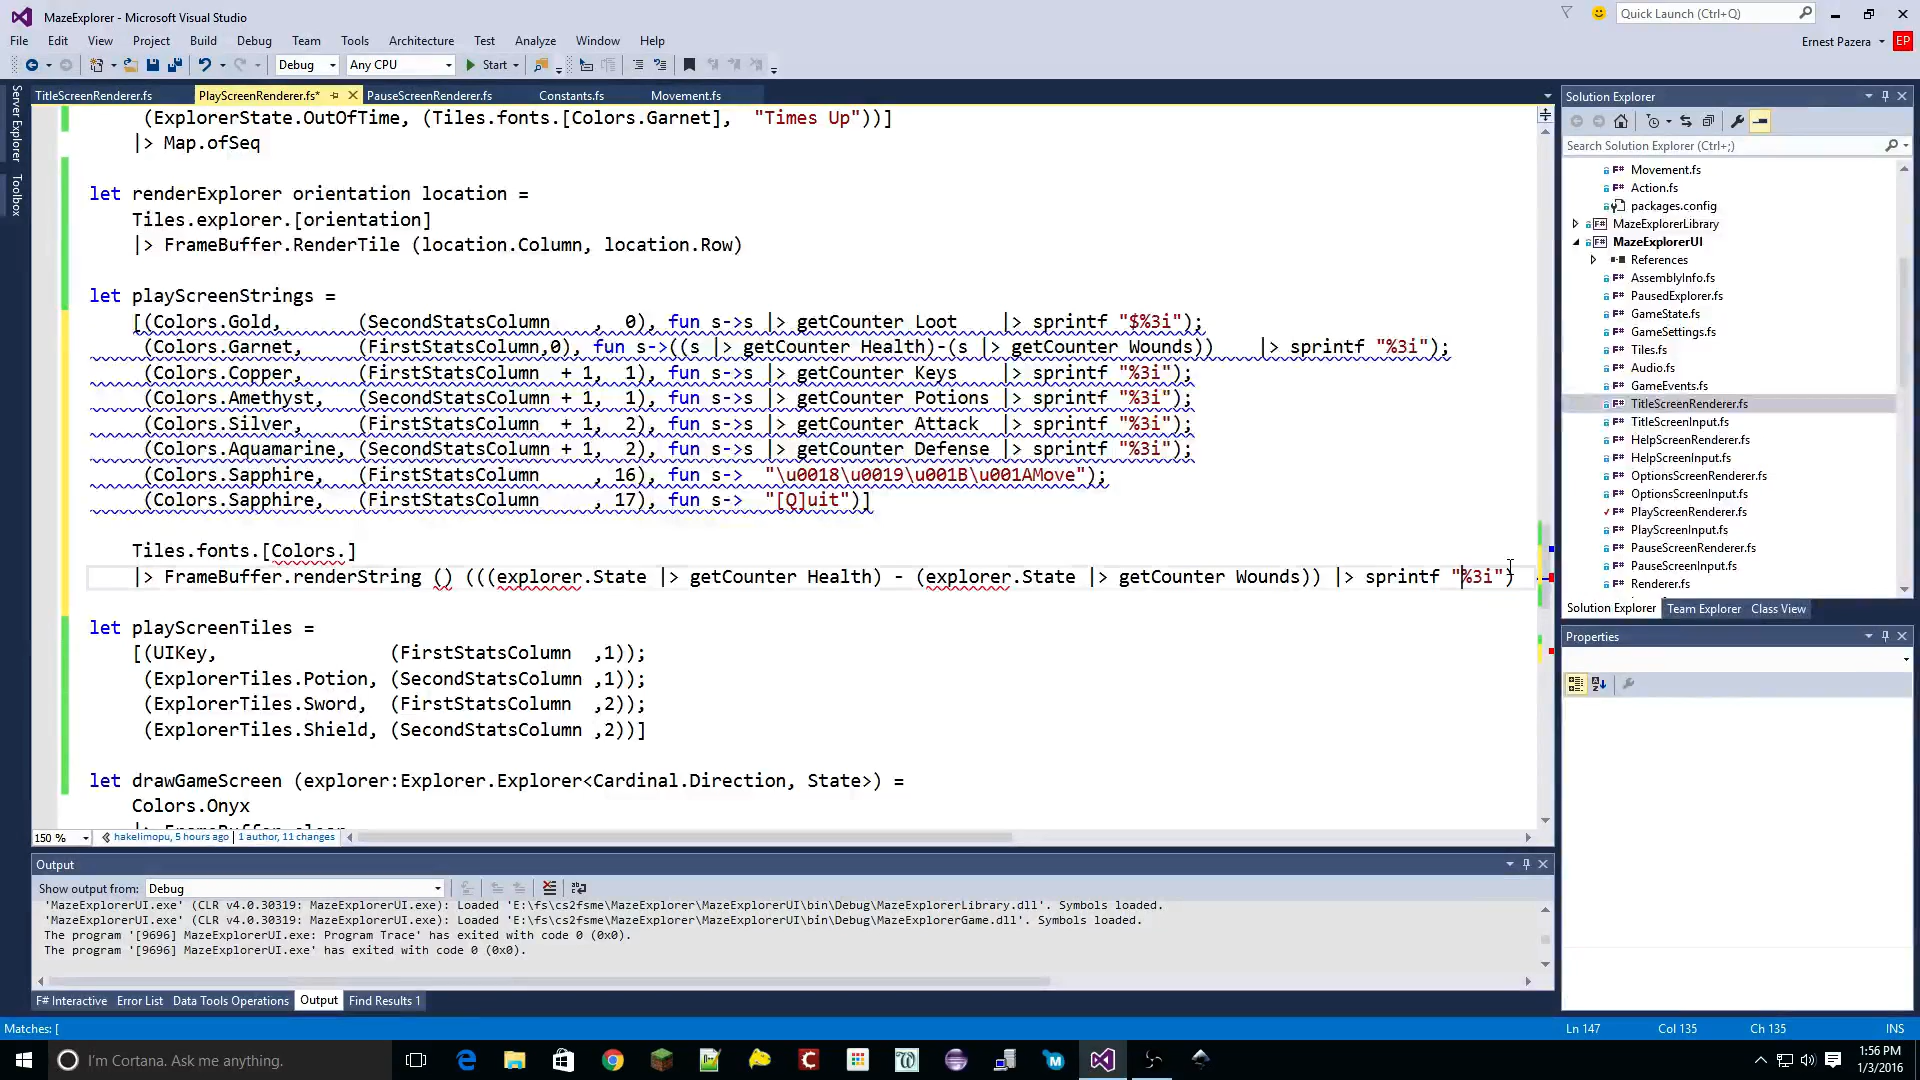 MazeExplorer - Microsoft Visual Studio
Quick Launch (Ctrl+Q)
File Edit View Project Build Debug Team Tools Architecture Test Analyze Window Help
Ernest Pazera EP
Debug Any CPU Start
Server Explorer
Toolbox
TitleScreenRenderer.fs PlayScreenRenderer.fs* PauseScreenRenderer.fs Constants.fs Movement.fs
(ExplorerState.OutOfTime, (Tiles.fonts.[Colors.Garnet], "Times Up"))]
|> Map.ofSeq
let renderExplorer orientation location =
Tiles.explorer.[orientation]
|> FrameBuffer.RenderTile (location.Column, location.Row)
let playScreenStrings =
[(Colors.Gold, (SecondStatsColumn , 0), fun s->s |> getCounter Loot |> sprintf "$%3i");
(Colors.Garnet, (FirstStatsColumn,0), fun s->((s |> getCounter Health)-(s |> getCounter Wounds)) |> sprintf "%3i");
(Colors.Copper, (FirstStatsColumn + 1, 1), fun s->s |> getCounter Keys |> sprintf "%3i");
(Colors.Amethyst, (SecondStatsColumn + 1, 1), fun s->s |> getCounter Potions |> sprintf "%3i");
(Colors.Silver, (FirstStatsColumn + 1, 2), fun s->s |> getCounter Attack |> sprintf "%3i");
(Colors.Aquamarine, (SecondStatsColumn + 1, 2), fun s->s |> getCounter Defense |> sprintf "%3i");
(Colors.Sapphire, (FirstStatsColumn , 16), fun s-> "\u0018\u0019\u001B\u001AMove");
(Colors.Sapphire, (FirstStatsColumn , 17), fun s-> "[Q]uit")]
Tiles.fonts.[Colors.]
|> FrameBuffer.renderString () (((explorer.State |> getCounter Health) - (explorer.State |> getCounter Wounds)) |> sprintf "%3i")
let playScreenTiles =
[(UIKey, (FirstStatsColumn ,1));
(ExplorerTiles.Potion, (SecondStatsColumn ,1));
(ExplorerTiles.Sword, (FirstStatsColumn ,2));
(ExplorerTiles.Shield, (SecondStatsColumn ,2))]
let drawGameScreen (explorer:Explorer.Explorer<Cardinal.Direction, State>) =
Colors.Onyx
|> FrameBuffer.clear
150 % hakelimopu, 5 hours ago | 1 author, 11 changes
Output
Show output from: Debug
'MazeExplorerUI.exe' (CLR v4.0.30319: MazeExplorerUI.exe): Loaded 'E:\fs\cs2fsme\MazeExplorer\MazeExplorerUI\bin\Debug\MazeExplorerLibrary.dll'. Symbols loaded.
'MazeExplorerUI.exe' (CLR v4.0.30319: MazeExplorerUI.exe): Loaded 'E:\fs\cs2fsme\MazeExplorer\MazeExplorerUI\bin\Debug\MazeExplorerGame.dll'. Symbols loaded.
The program '[9696] MazeExplorerUI.exe: Program Trace' has exited with code 0 (0x0).
The program '[9696] MazeExplorerUI.exe' has exited with code 0 (0x0).
F# Interactive Error List Data Tools Operations Output Find Results 1
Solution Explorer
Search Solution Explorer (Ctrl+;)
Movement.fs
Action.fs
packages.config
MazeExplorerLibrary
MazeExplorerUI
References
AssemblyInfo.fs
PausedExplorer.fs
GameState.fs
GameSettings.fs
Tiles.fs
Audio.fs
GameEvents.fs
TitleScreenRenderer.fs
TitleScreenInput.fs
HelpScreenRenderer.fs
HelpScreenInput.fs
OptionsScreenRenderer.fs
OptionsScreenInput.fs
PlayScreenRenderer.fs
PlayScreenInput.fs
PauseScreenRenderer.fs
PauseScreenInput.fs
Renderer.fs
Solution Explorer Team Explorer Class View
Properties
Matches: [
Ln 147 Col 135 Ch 135 INS
I'm Cortana. Ask me anything.
1:56 PM
1/3/2016